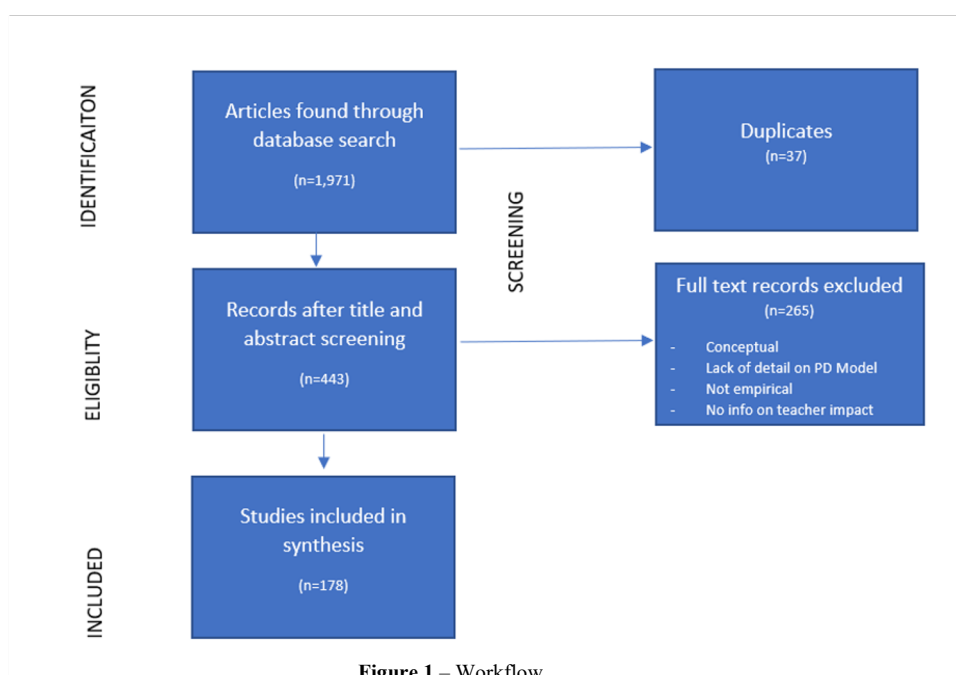 IDENTIFICAITON
Articles found through
database search
(n=1,971)
Duplicates
(n=37)
SCREENING
ELIGIBLITY
Records after title and
abstract screening
(n=443)
Full text records excluded
(n=265)
- Conceptual
- Lack of detail on PD Model
- Not empirical
- No info on teacher impact
INCLUDED
Studies included in
synthesis
(n=178)
Figure 1 – Workflow